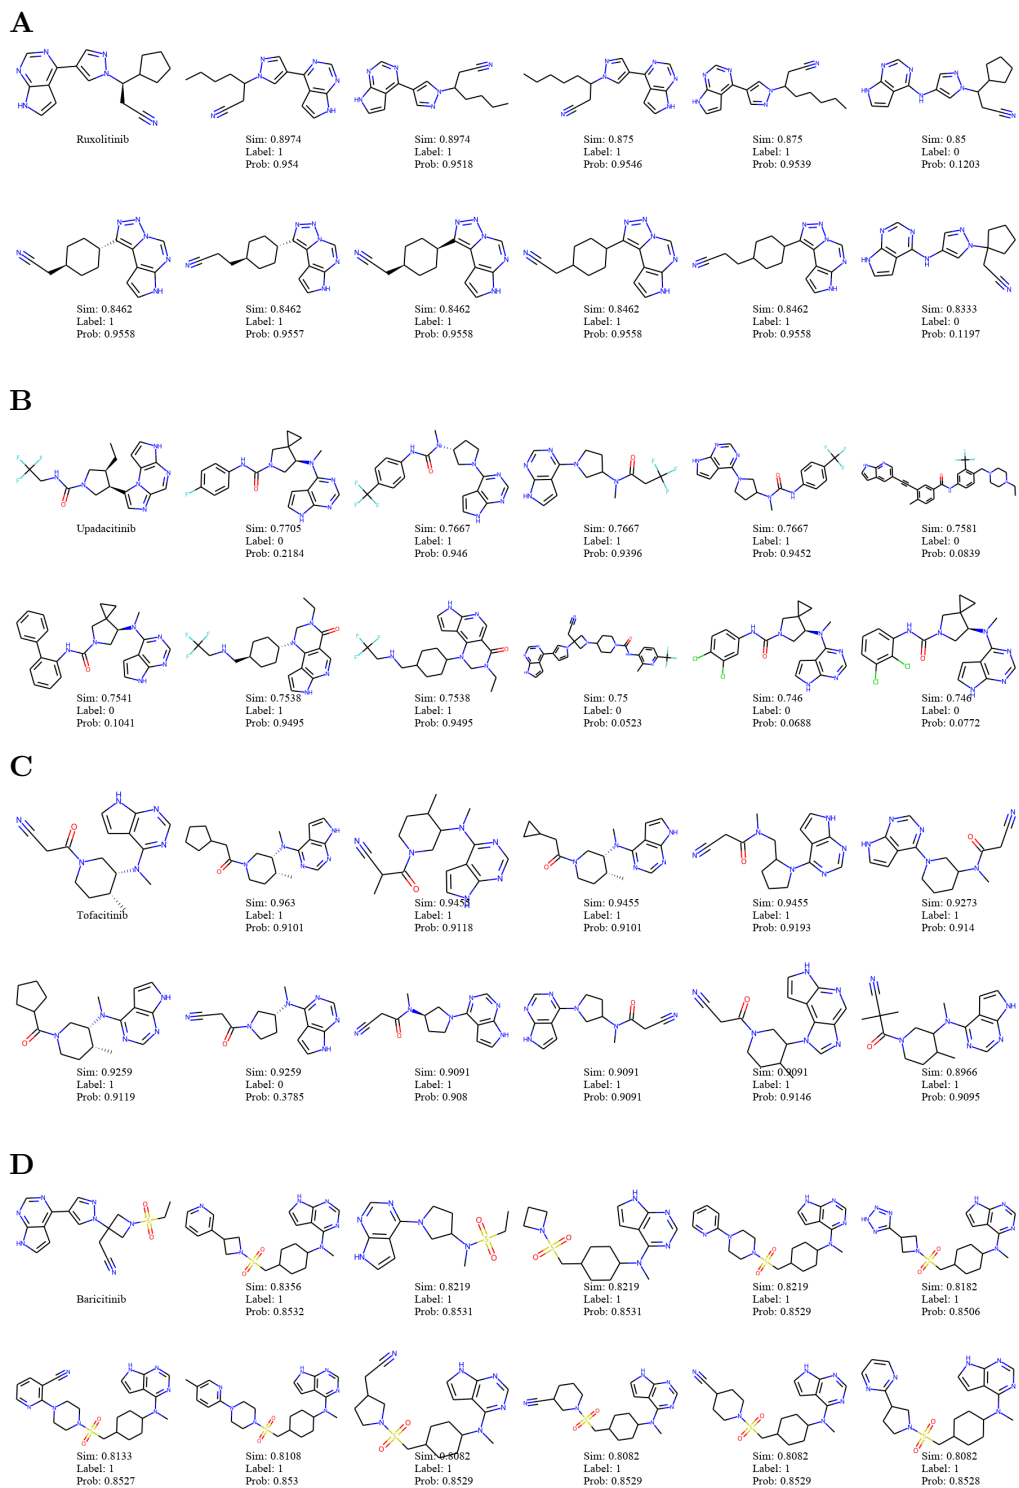 A
Ruxolitinib
Sim: 0.8974
Label: 1
Prob: 0.954
Sim: 0.8974
Label: 1
Prob: 0.9518
Sim: 0.875
Label: 1
Prob: 0.9546
Sim: 0.875
Label: 1
Prob: 0.9539
Sim: 0.85
Label: 0
Prob: 0.1203
Sim: 0.8462
Label: 1
Prob: 0.9558
Sim: 0.8462
Label: 1
Prob: 0.9557
Sim: 0.8462
Label: 1
Prob: 0.9558
Sim: 0.8462
Label: 1
Prob: 0.9558
Sim: 0.8462
Label: 1
Prob: 0.9558
Sim: 0.8333
Label: 0
Prob: 0.1197
B
Upadacitinib
Sim: 0.7705
Label: 0
Prob: 0.2184
Sim: 0.7667
Label: 1
Prob: 0.946
Sim: 0.7667
Label: 1
Prob: 0.9396
Sim: 0.7667
Label: 1
Prob: 0.9452
Sim: 0.7581
Label: 0
Prob: 0.0839
Sim: 0.7541
Label: 0
Prob: 0.1041
Sim: 0.7538
Label: 1
Prob: 0.9495
Sim: 0.7538
Label: 1
Prob: 0.9495
Sim: 0.75
Label: 0
Prob: 0.0523
Sim: 0.746
Label: 0
Prob: 0.0688
Sim: 0.746
Label: 0
Prob: 0.0772
C
Tofacitinib
Sim: 0.963
Label: 1
Prob: 0.9101
Sim: 0.9455
Label: 1
Prob: 0.9118
Sim: 0.9455
Label: 1
Prob: 0.9101
Sim: 0.9455
Label: 1
Prob: 0.9193
Sim: 0.9273
Label: 1
Prob: 0.914
Sim: 0.9259
Label: 1
Prob: 0.9119
Sim: 0.9259
Label: 0
Prob: 0.3785
Sim: 0.9091
Label: 1
Prob: 0.908
Sim: 0.9091
Label: 1
Prob: 0.9091
Sim: 0.9091
Label: 1
Prob: 0.9146
Sim: 0.8966
Label: 1
Prob: 0.9095
D
Baricitinib
Sim: 0.8356
Label: 1
Prob: 0.8532
Sim: 0.8219
Label: 1
Prob: 0.8531
Sim: 0.8219
Label: 1
Prob: 0.8531
Sim: 0.8219
Label: 1
Prob: 0.8529
Sim: 0.8182
Label: 1
Prob: 0.8506
Sim: 0.8133
Label: 1
Prob: 0.8527
Sim: 0.8108
Label: 1
Prob: 0.853
Sim: 0.8082
Label: 1
Prob: 0.8529
Sim: 0.8082
Label: 1
Prob: 0.8529
Sim: 0.8082
Label: 1
Prob: 0.8529
Sim: 0.8082
Label: 1
Prob: 0.8528